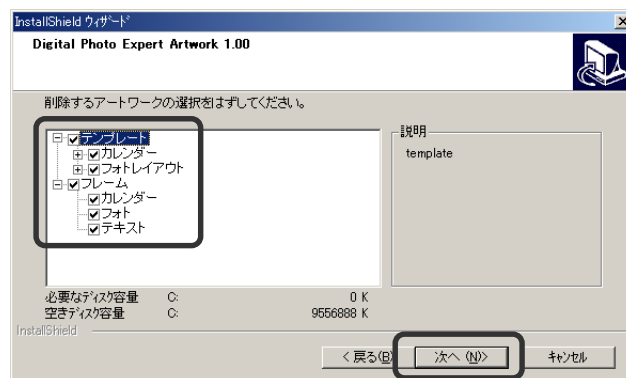 InstallShield ウィザード
Digital Photo Expert Artwork 1.00
削除するアートワークの選択をはずしてください。
テンプレート
カレンダー
フォトレイアウト
フレーム
カレンダー
フォト
テキスト
説明
template
必要なディスク容量 C: 0 K
空きディスク容量 C: 9556888 K
InstallShield
< 戻る(B) 次へ (N)> キャンセル